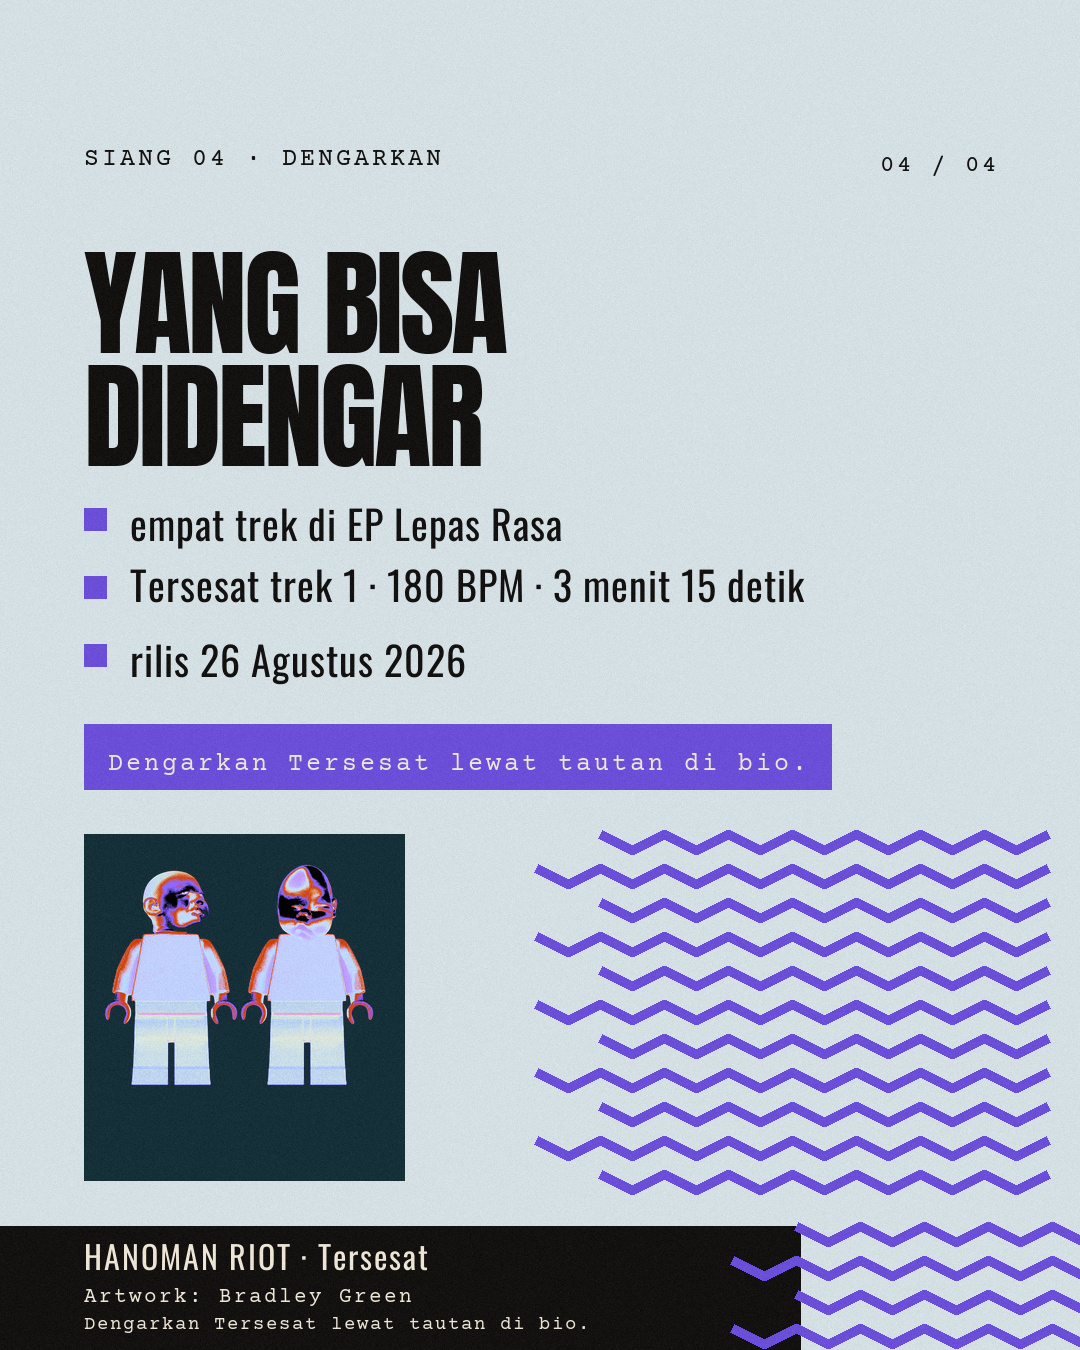 SIANG 04 · DENGARKAN
04 / 04
YANG BISA
DIDENGAR
empat trek di EP Lepas Rasa
Tersesat trek 1 · 180 BPM · 3 menit 15 detik
rilis 26 Agustus 2026
Dengarkan Tersesat lewat tautan di bio.
HANOMAN RIOT · Tersesat
Artwork: Bradley Green
Dengarkan Tersesat lewat tautan di bio.